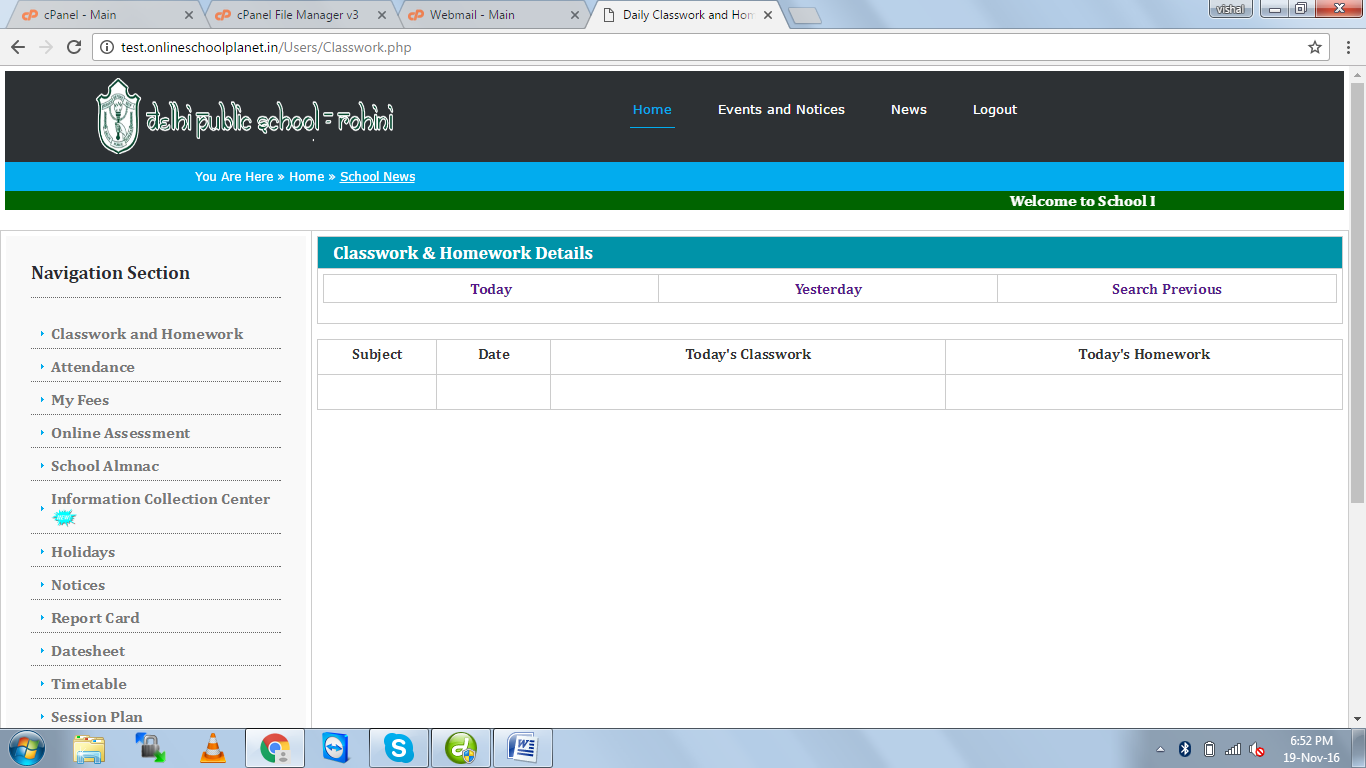 cPanel - Main
cPanel File Manager v3
Webmail - Main
Daily Classwork and Hom
vishal
test.onlineschoolplanet.in/Users/Classwork.php
delhi public school - rohini
Home
Events and Notices
News
Logout
You Are Here » Home » School News
Welcome to School I
Navigation Section
Classwork and Homework
Attendance
My Fees
Online Assessment
School Almnac
Information Collection Center
Holidays
Notices
Report Card
Datesheet
Timetable
Session Plan
Classwork & Homework Details
Today
Yesterday
Search Previous
Subject
Date
Today's Classwork
Today's Homework
6:52 PM
19-Nov-16